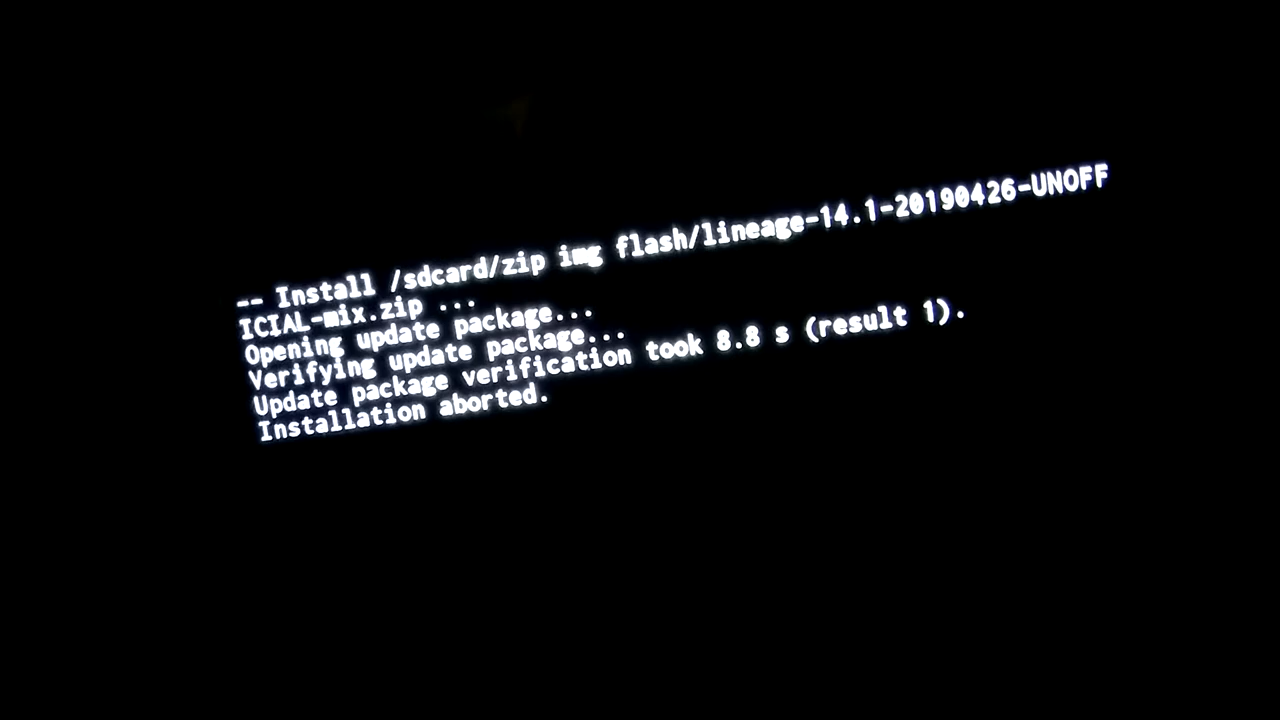 -- Install /sdcard/zip img flash/lineage-14.1-20190426-UNOFF
ICIAL-mix.zip ...
Opening update package...
Verifying update package...
Update package verification took 8.8 s (result 1).
Installation aborted.